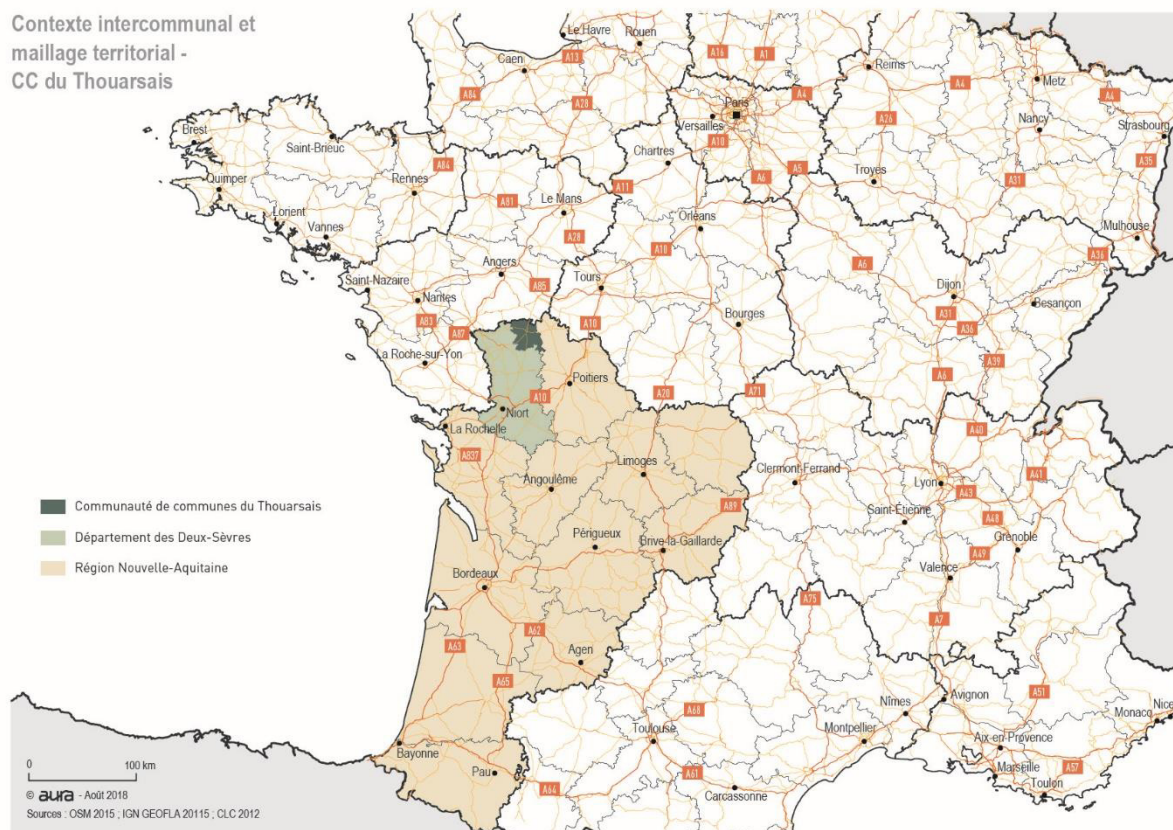 Contexte intercommunal et
maillage territorial -
CC du Thouarsais
Le Havre
Rouen
A16
A1
Caen
A13
Reims
A84
A28
Paris
A4
A4
Metz
A4
Versailles
A10
A26
Nancy
Strasbourg
Brest
Saint-Brieuc
A84
Chartres
A6
A5
Troyes
A31
A35
Quimper
Rennes
A81
A11
Le Mans
Lorient
Vannes
A28
Orléans
A10
Mulhouse
A36
Angers
A6
Saint-Nazaire
Nantes
A85
Tours
Dijon
Besançon
A83
A87
A10
Bourges
A31
A36
La Roche-sur-Yon
A39
Poitiers
A6
A10
A20
A71
Niort
La Rochelle
A40
A837
Limoges
Clermont-Ferrand
A41
Angoulême
Lyon
A43
A89
Saint-Étienne
A48
Communauté de communes du Thouarsais
Département des Deux-Sèvres
Région Nouvelle-Aquitaine
Périgueux
Brive-la-Gaillarde
Grenoble
A49
Valence
Bordeaux
A75
A7
A62
A63
Agen
A65
A51
Nîmes
Avignon
A68
Monaco
Nice
Toulouse
Montpellier
Aix-en-Provence
Bayonne
Marseille
A57
0
100 km
Pau
A64
A61
Carcassonne
Toulon
© aura - Août 2018
Sources : OSM 2015 ; IGN GEOFLA 20115 ; CLC 2012